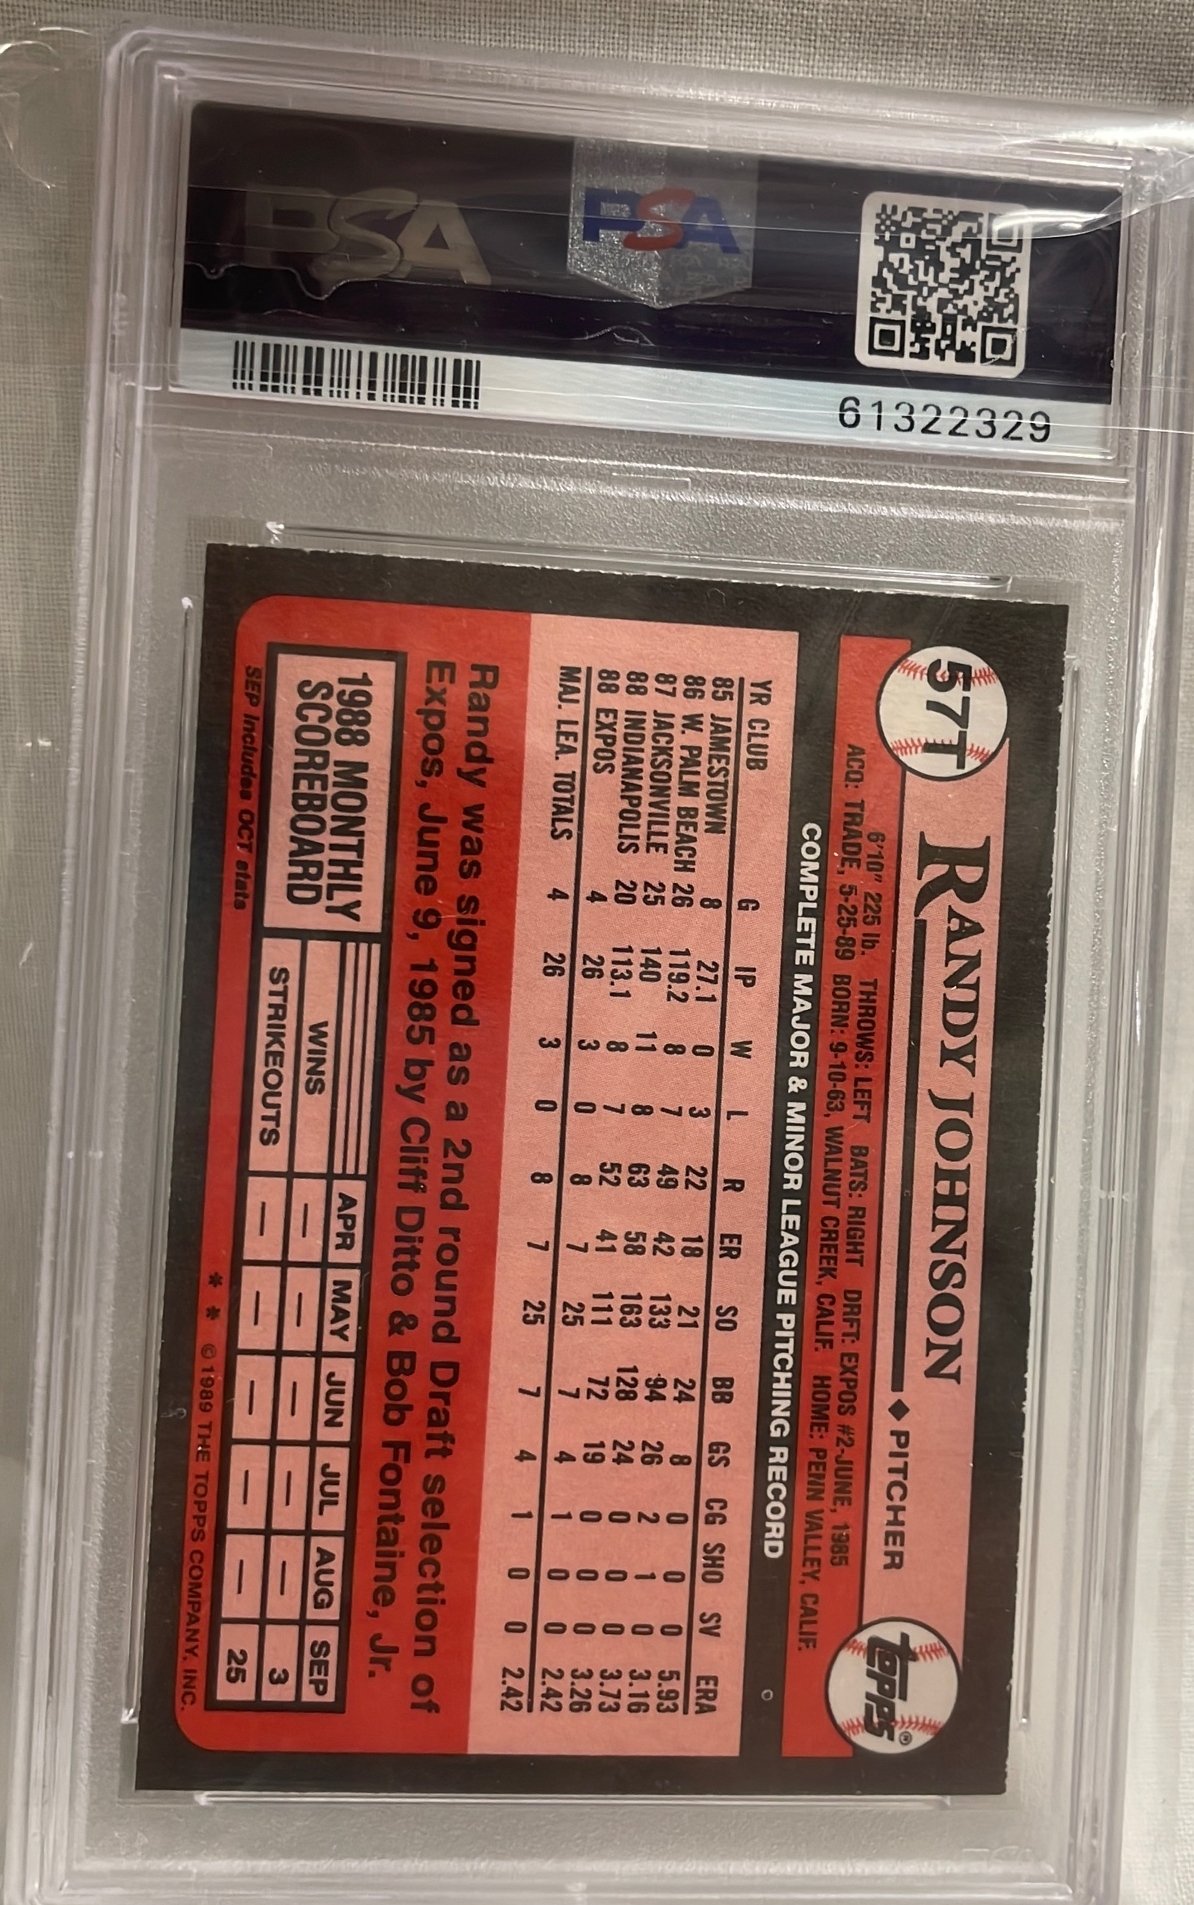 PSA
PSA
61322329
57T
RANDY JOHNSON ◆ PITCHER
topps®
6'10" 225 lb. THROWS: LEFT BATS: RIGHT DRFT: EXPOS #2-JUNE, 1985
ACQ: TRADE, 5-25-89 BORN: 9-10-63, WALNUT CREEK, CALIF. HOME: PENN VALLEY, CALIF.
COMPLETE MAJOR & MINOR LEAGUE PITCHING RECORD
YR CLUB G IP W L R ER SO BB GS CG SHO SV ERA
85 JAMESTOWN 8 27.1 0 3 22 18 21 24 8 0 0 0 5.93
86 W. PALM BEACH 26 119.2 8 7 49 42 133 94 26 2 1 0 3.16
87 JACKSONVILLE 25 140 11 8 63 58 163 128 24 0 0 0 3.73
88 INDIANAPOLIS 20 113.1 8 7 52 41 111 72 19 0 0 0 3.26
88 EXPOS 4 26 3 0 8 7 25 7 4 1 0 0 2.42
MAJ. LEA. TOTALS 4 26 3 0 8 7 25 7 4 1 0 0 2.42
Randy was signed as a 2nd round Draft selection of
Expos, June 9, 1985 by Cliff Ditto & Bob Fontaine, Jr.
1988 MONTHLY
SCOREBOARD
APR MAY JUN JUL AUG SEP
WINS — — — — — 3
STRIKEOUTS — — — — — 25
SEP Includes OCT stats
* * © 1989 THE TOPPS COMPANY, INC.